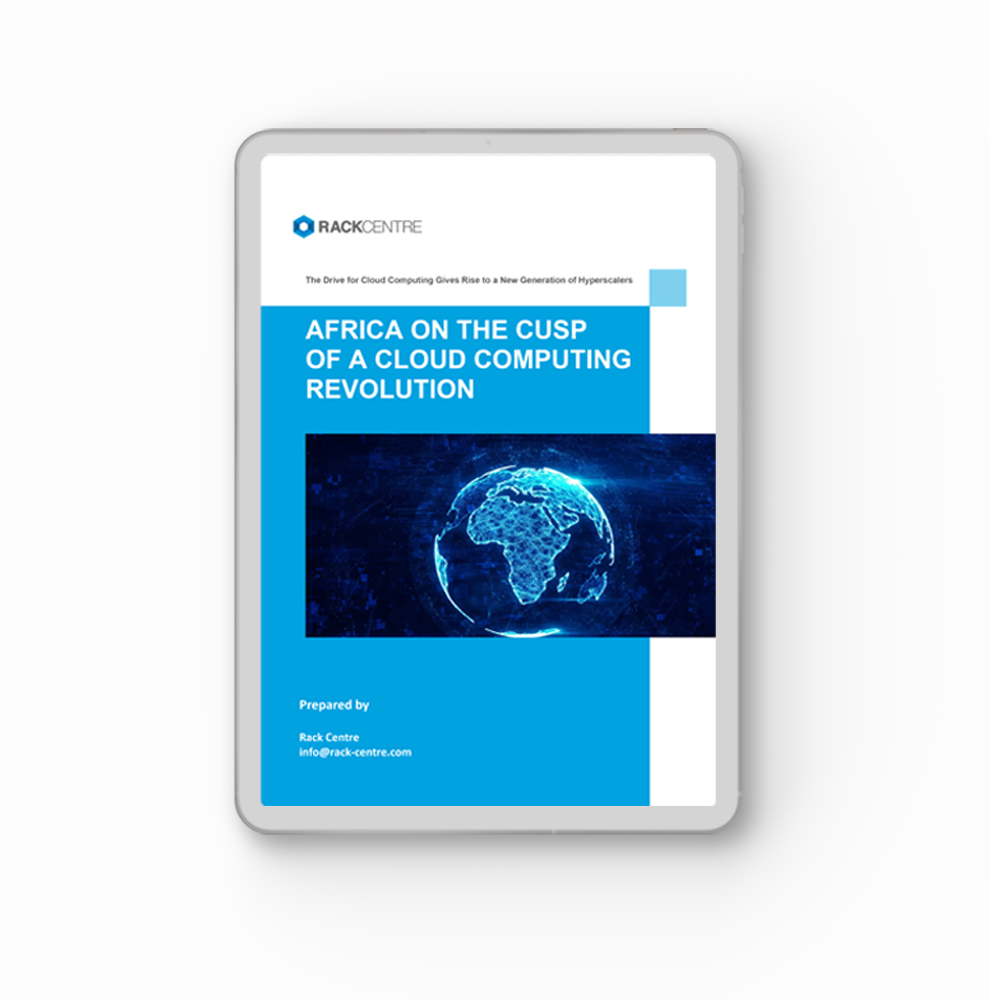 RACKCENTRE
The Drive for Cloud Computing Gives Rise to a New Generation of Hyperscalers
AFRICA ON THE CUSP
OF A CLOUD COMPUTING
REVOLUTION
Prepared by
Rack Centre
info@rack-centre.com